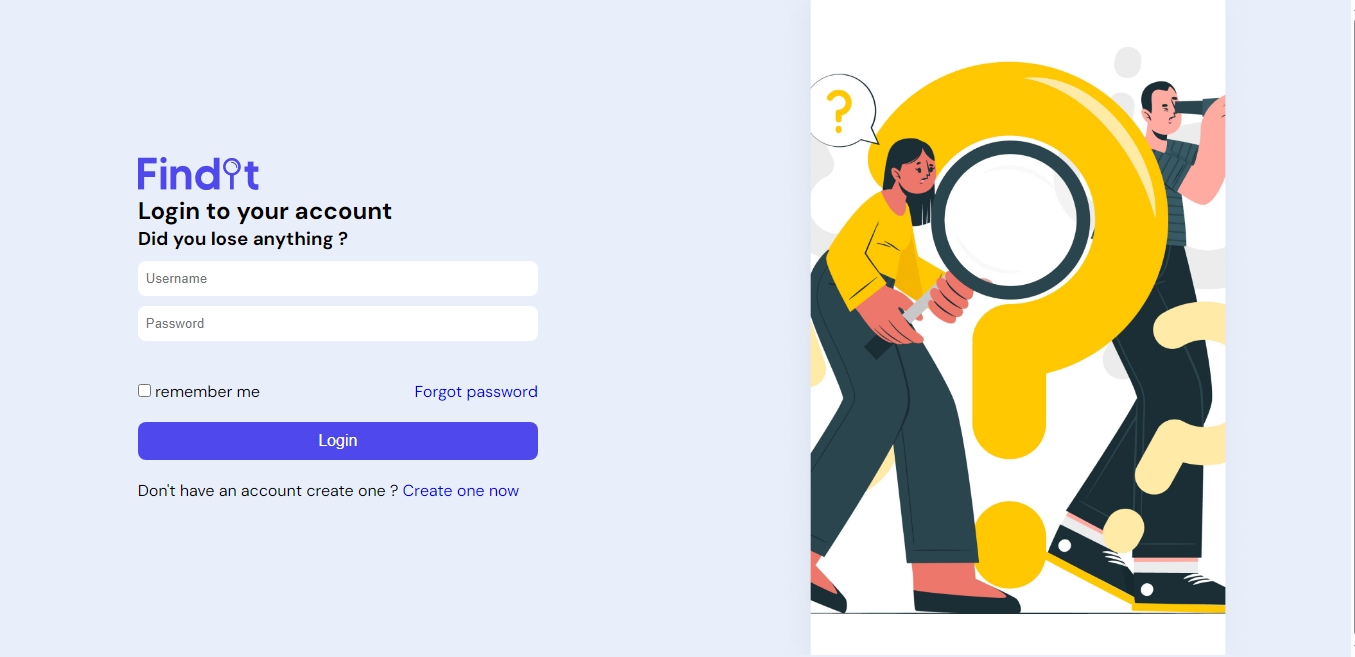 Findit
Login to your account
Did you lose anything ?
Username
Password
remember me
Forgot password
Login
Don't have an account create one ? Create one now
?